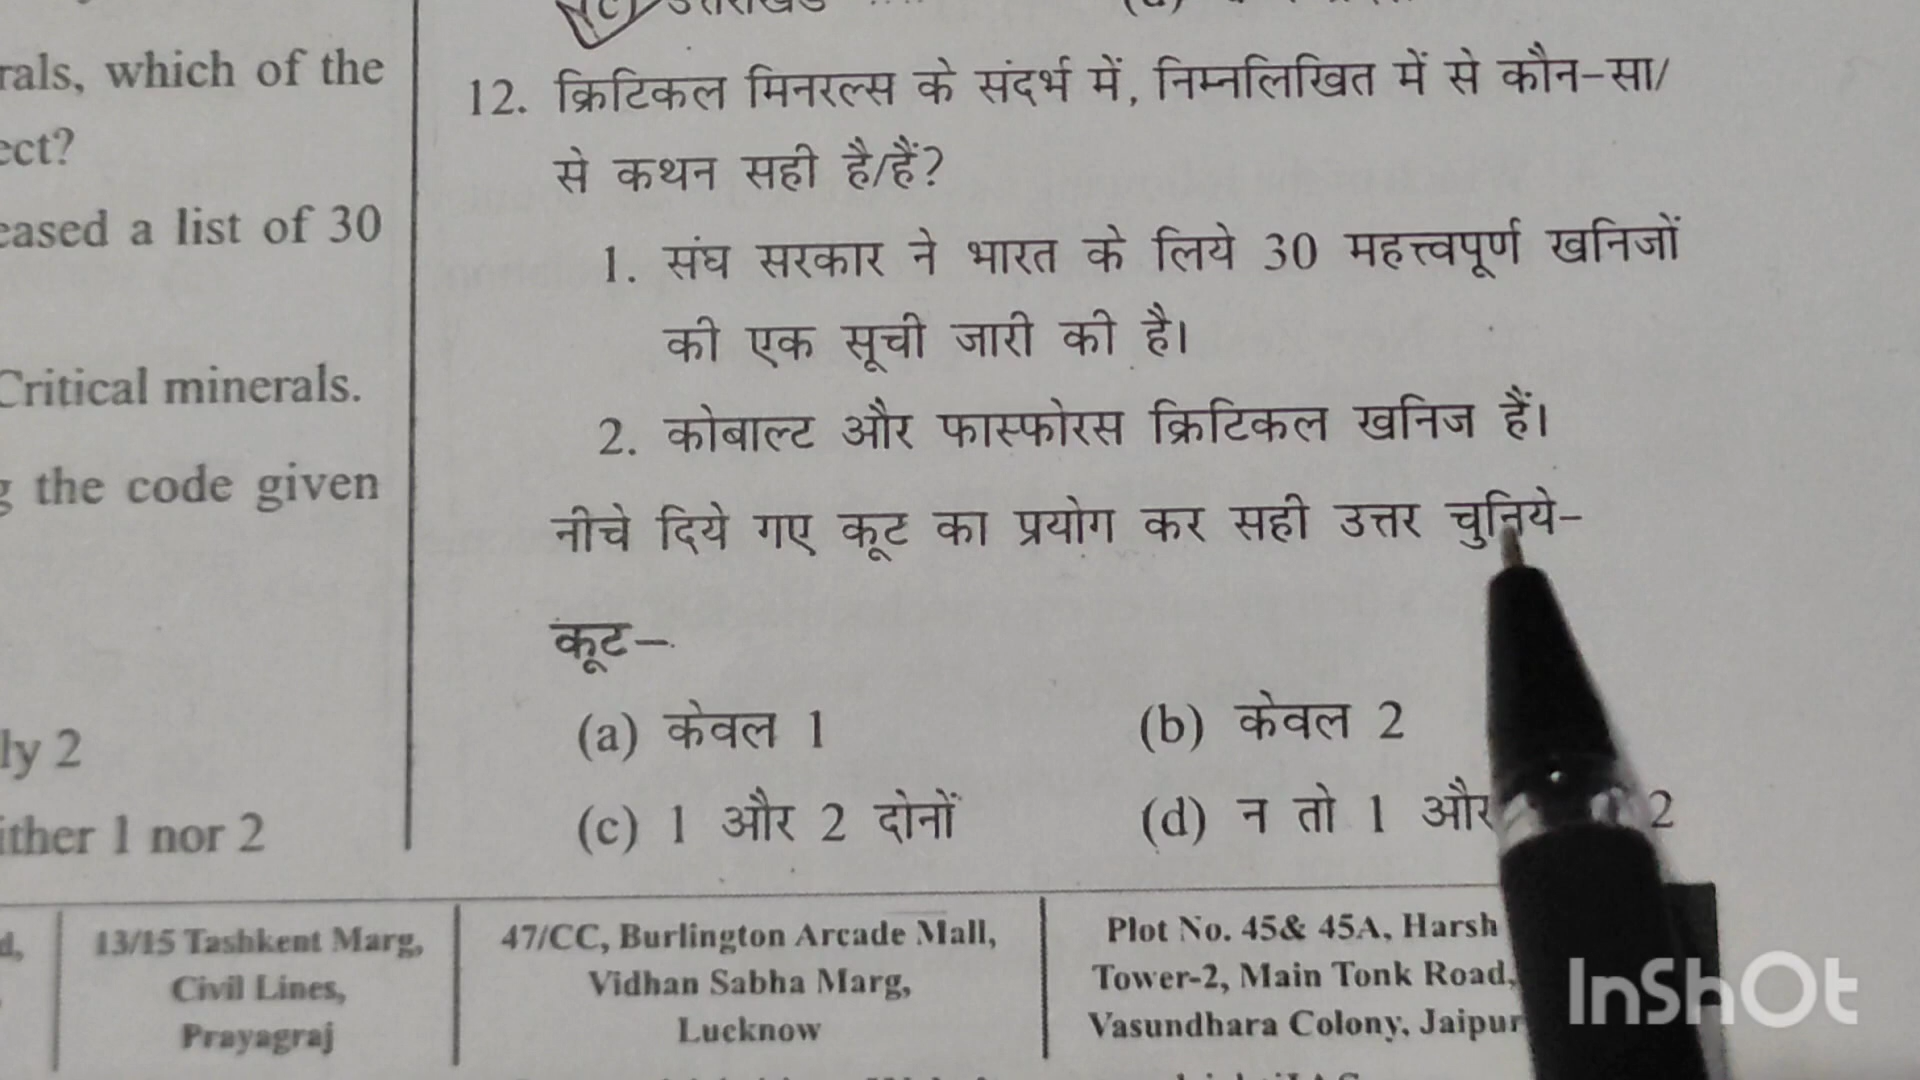 rals, which of the
ect?
eased a list of 30
Critical minerals.
g the code given
ly 2
ither 1 nor 2
(c) उत्तराखंड
12. क्रिटिकल मिनरल्स के संदर्भ में, निम्नलिखित में से कौन-सा/
से कथन सही है/हैं?
1. संघ सरकार ने भारत के लिये 30 महत्त्वपूर्ण खनिजों
की एक सूची जारी की है।
2. कोबाल्ट और फास्फोरस क्रिटिकल खनिज हैं।
नीचे दिये गए कूट का प्रयोग कर सही उत्तर चुनिये-
कूट-
(a) केवल 1 (b) केवल 2
(c) 1 और 2 दोनों (d) न तो 1 और 2
13/15 Tashkent Marg,
Civil Lines,
Prayagraj
47/CC, Burlington Arcade Mall,
Vidhan Sabha Marg,
Lucknow
Plot No. 45& 45A, Harsh
Tower-2, Main Tonk Road,
Vasundhara Colony, Jaipur
InShOt